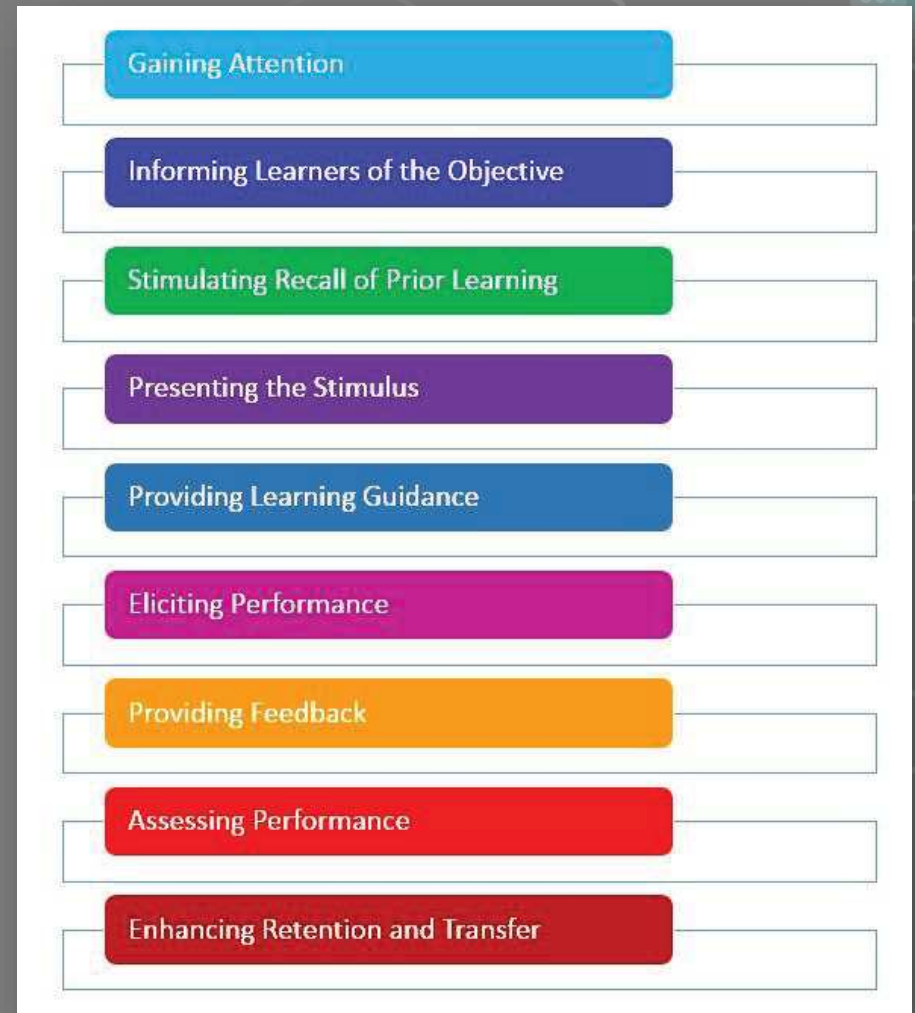 Gaining Attention
Informing Learners of the Objective
Stimulating Recall of Prior Learning
Presenting the Stimulus
Providing Learning Guidance
Eliciting Performance
Providing Feedback
Assessing Performance
Enhancing Retention and Transfer